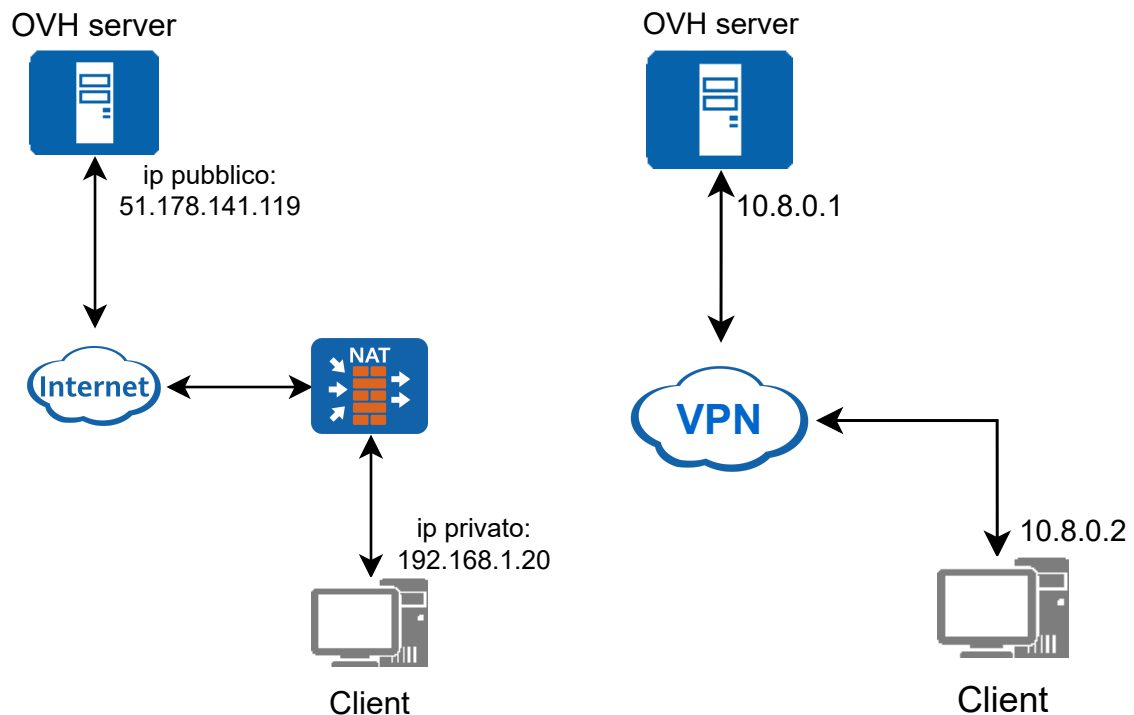 OVH server
ip pubblico:
51.178.141.119
Internet
NAT
ip privato:
192.168.1.20
Client
OVH server
10.8.0.1
VPN
10.8.0.2
Client